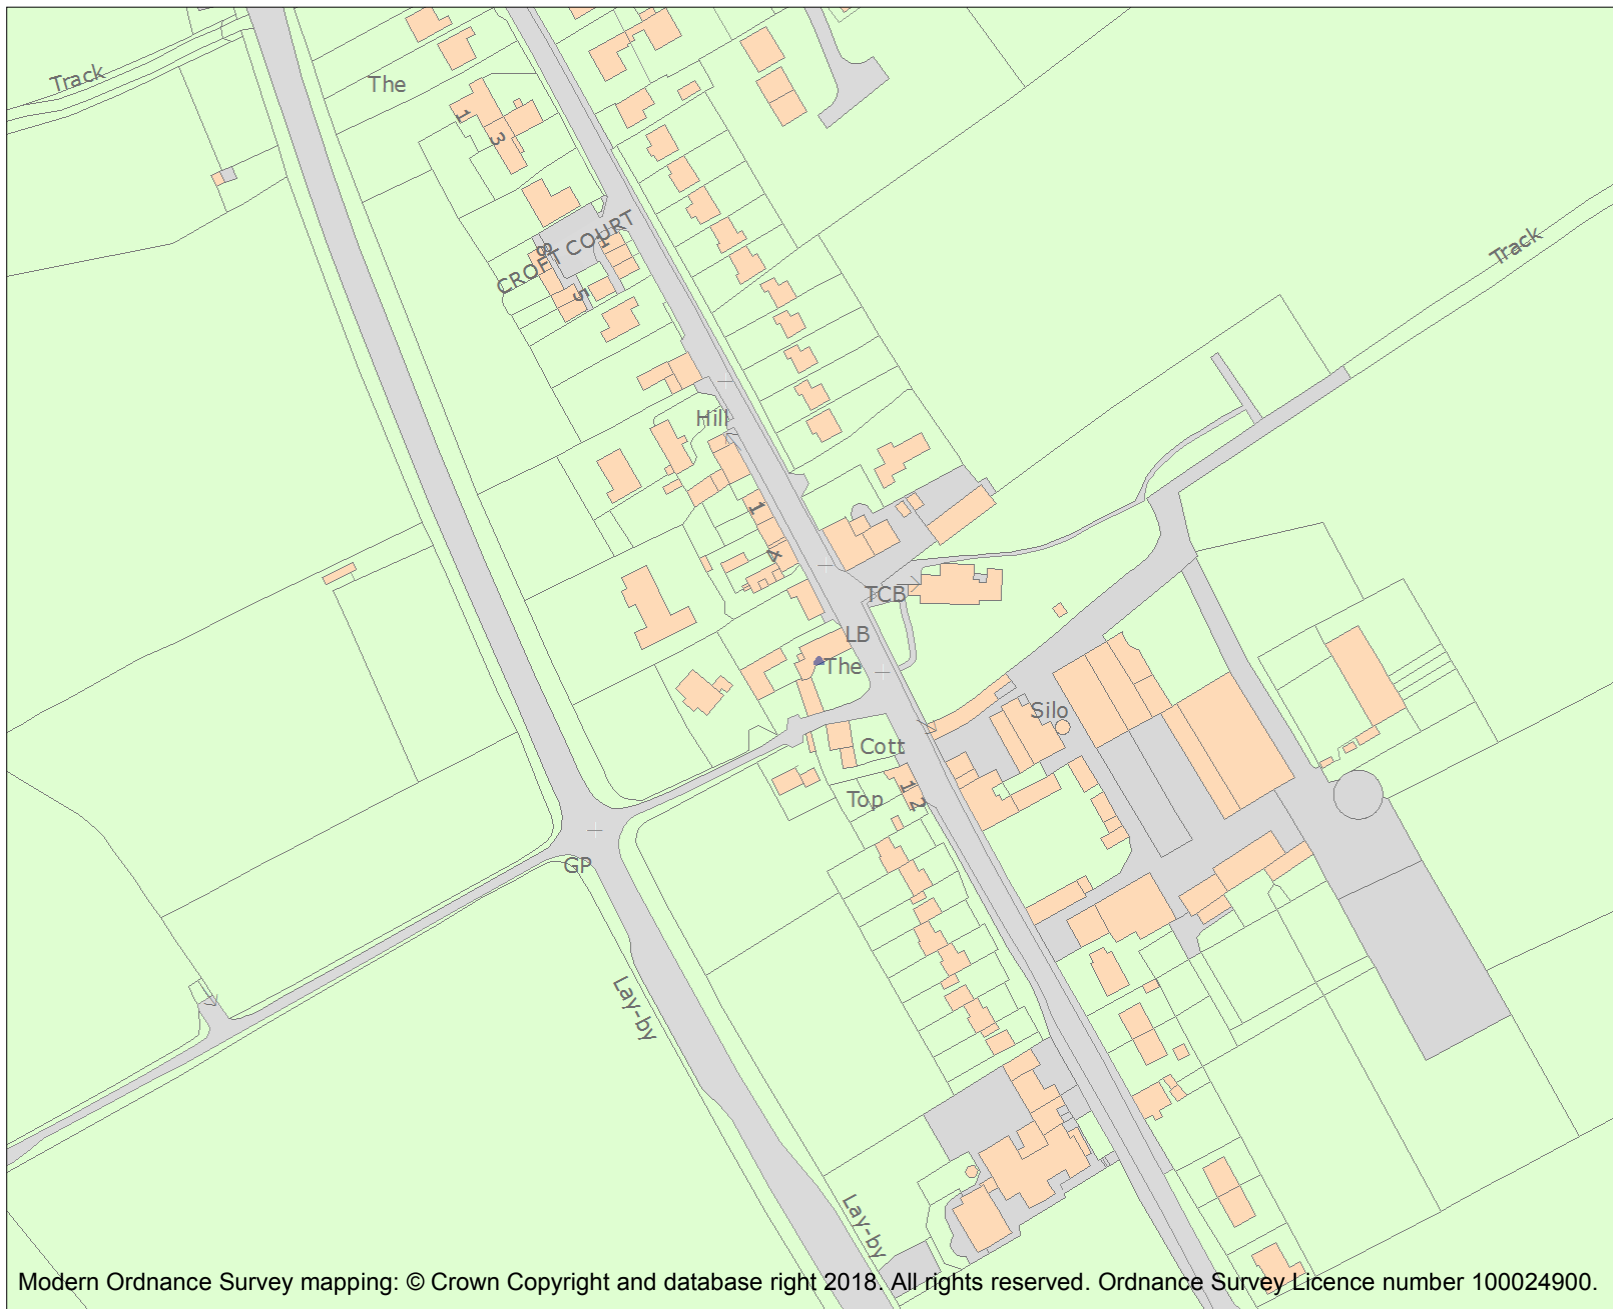 Track
The
1
3
CROFT COURT
8
1
5
Track
Hill
1
4
TCB
LB
The
Silo
Cott
Top
1 2
GP
Lay-by
Lay-by
Modern Ordnance Survey mapping: © Crown Copyright and database right 2018. All rights reserved. Ordnance Survey Licence number 100024900.